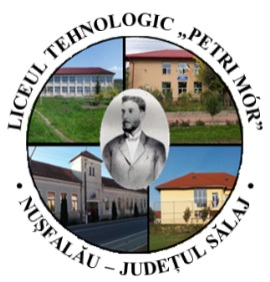 LICEUL TEHNOLOGIC „PETRI MÓR”
• NUȘFALĂU – JUDEȚUL SĂLAJ •